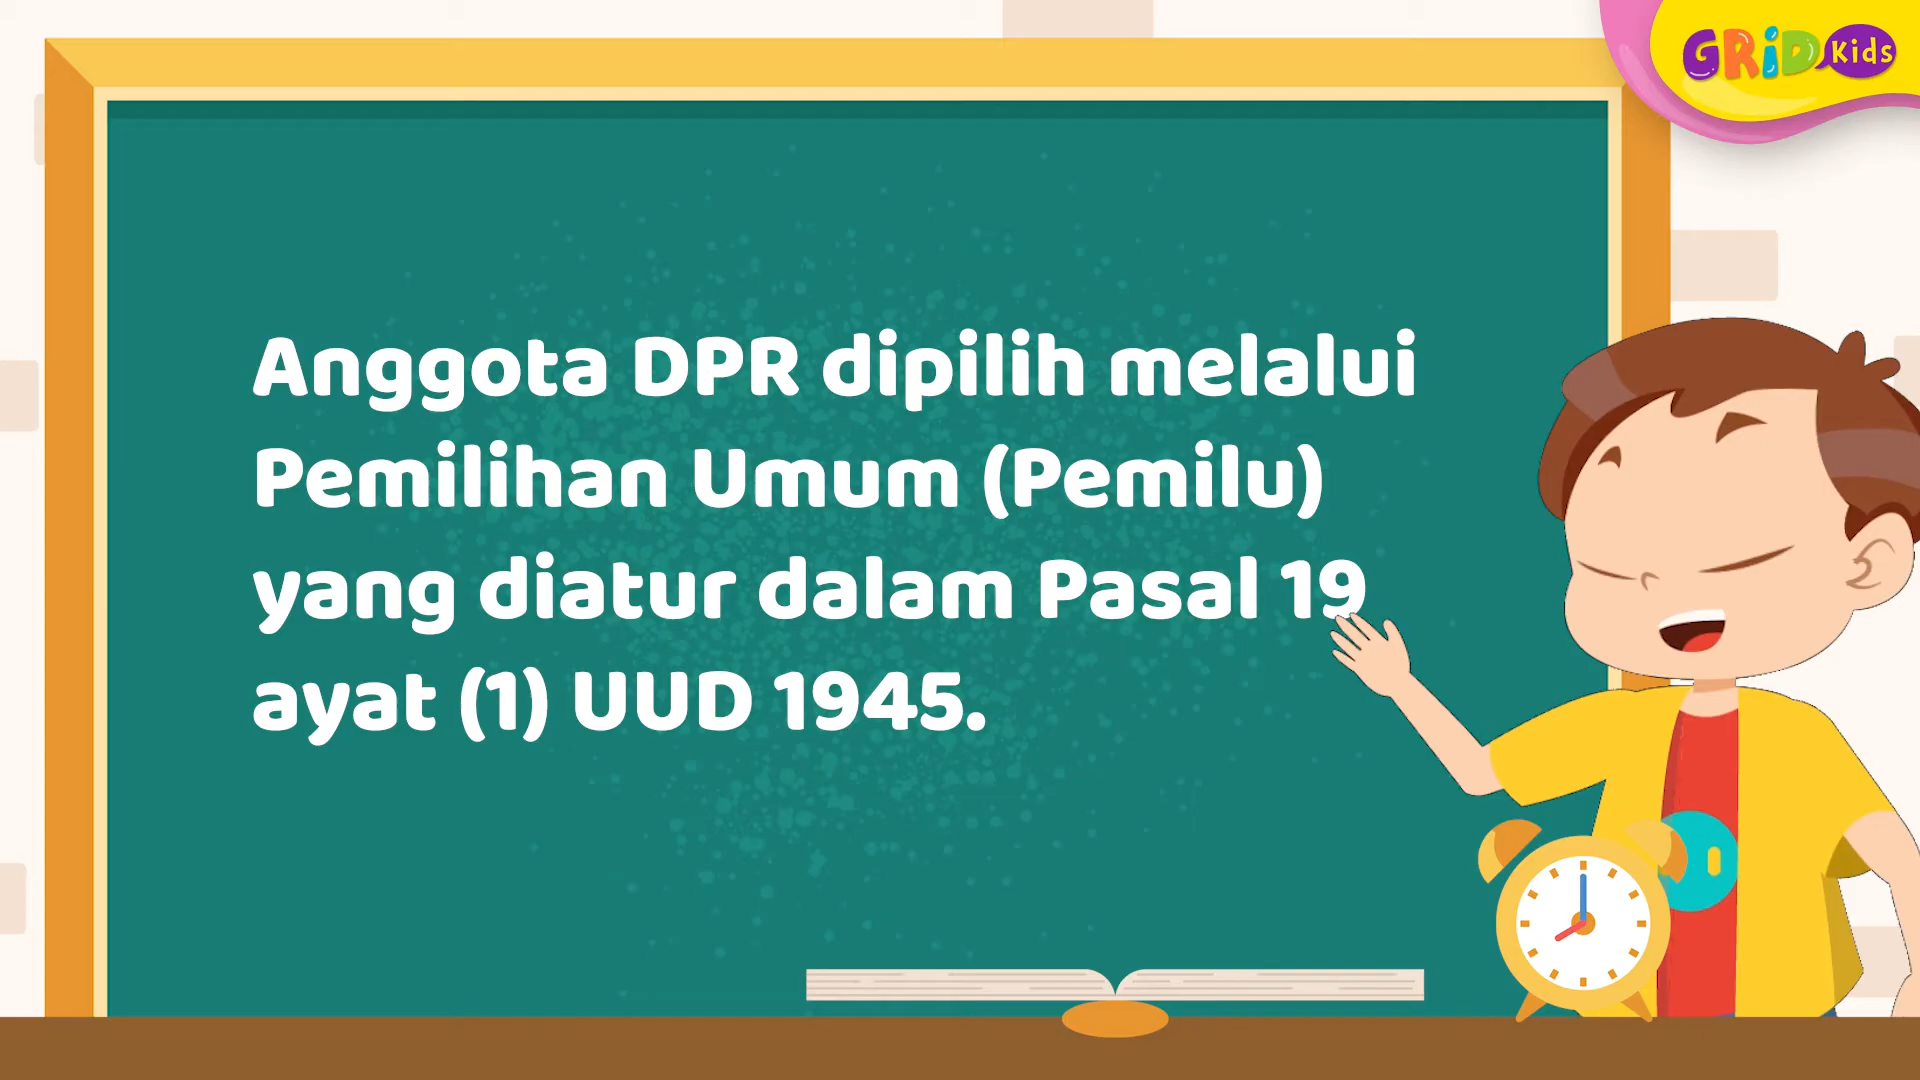 GRiD Kids
Anggota DPR dipilih melalui
Pemilihan Umum (Pemilu)
yang diatur dalam Pasal 19
ayat (1) UUD 1945.